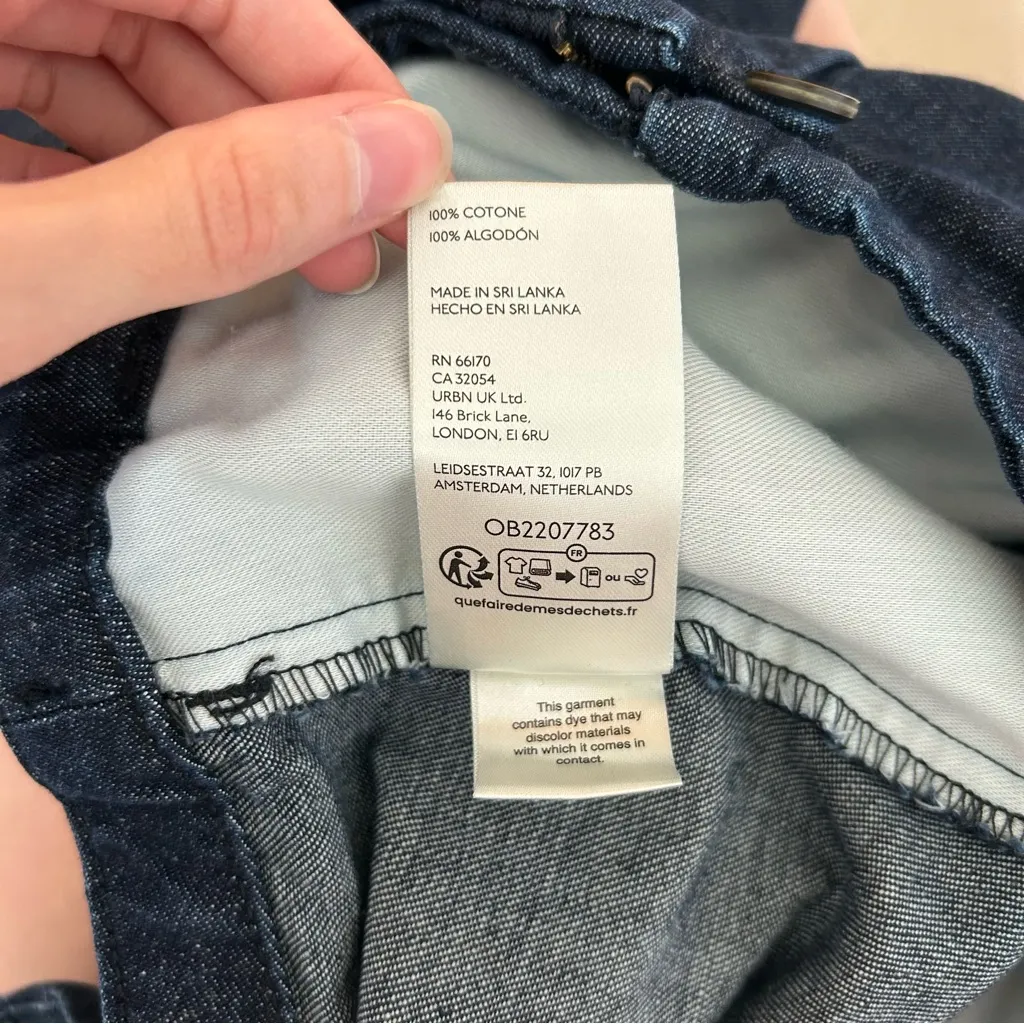 100% COTONE
100% ALGODÓN
MADE IN SRI LANKA
HECHO EN SRI LANKA
RN 66170
CA 32054
URBN UK Ltd.
146 Brick Lane,
LONDON, E1 6RU
LEIDSESTRAAT 32, 1017 PB
AMSTERDAM, NETHERLANDS
OB2207783
FR
ou
quefairedemesdechets.fr
This garment
contains dye that may
discolor materials
with which it comes in
contact.